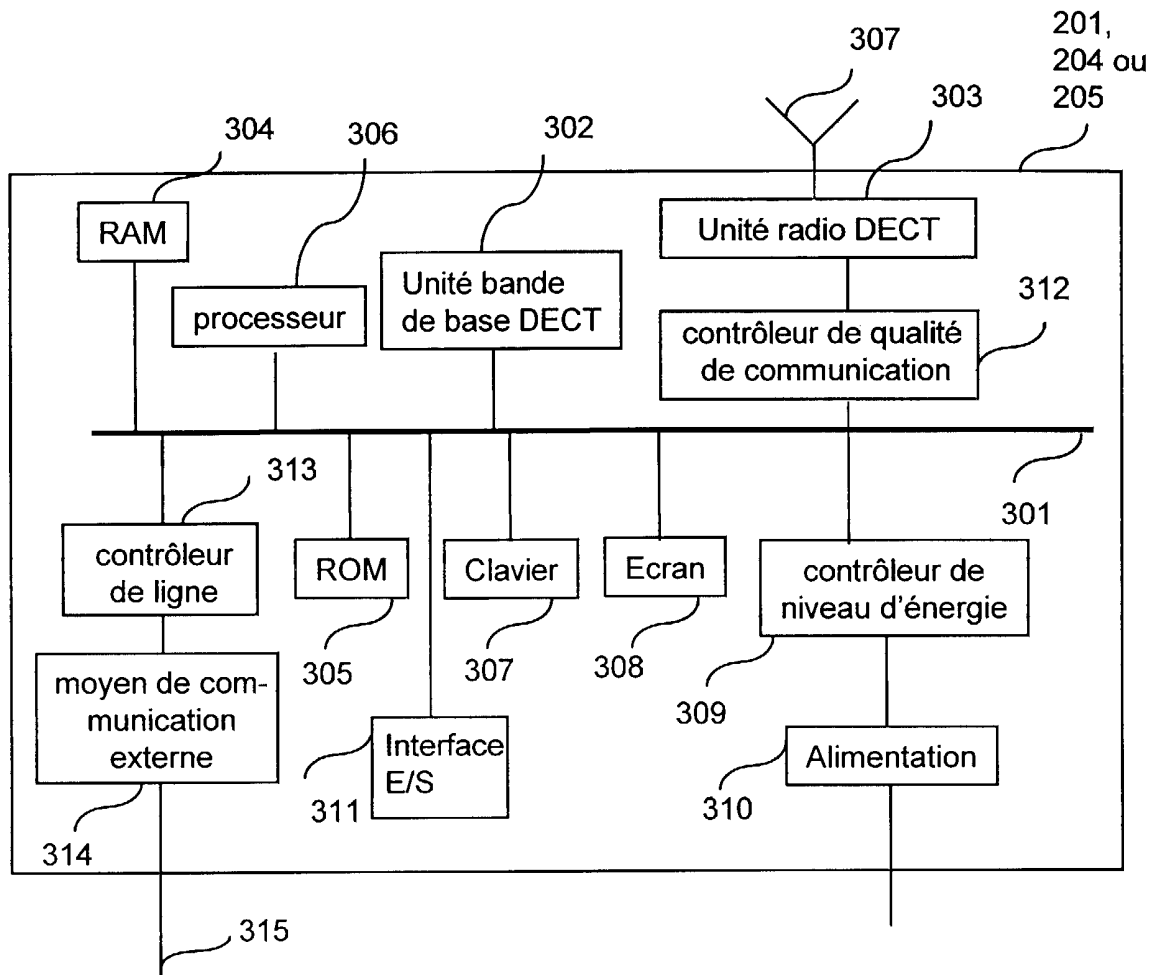 201,
204 ou
205
307
303
302
304
306
RAM
Unité radio DECT
Unité bande
de base DECT
312
processeur
contrôleur de qualité
de communication
313
301
contrôleur
de ligne
ROM
Clavier
Ecran
contrôleur de
niveau d'énergie
305
307
308
309
moyen de com-
munication
externe
Interface
E/S
Alimentation
311
310
314
315